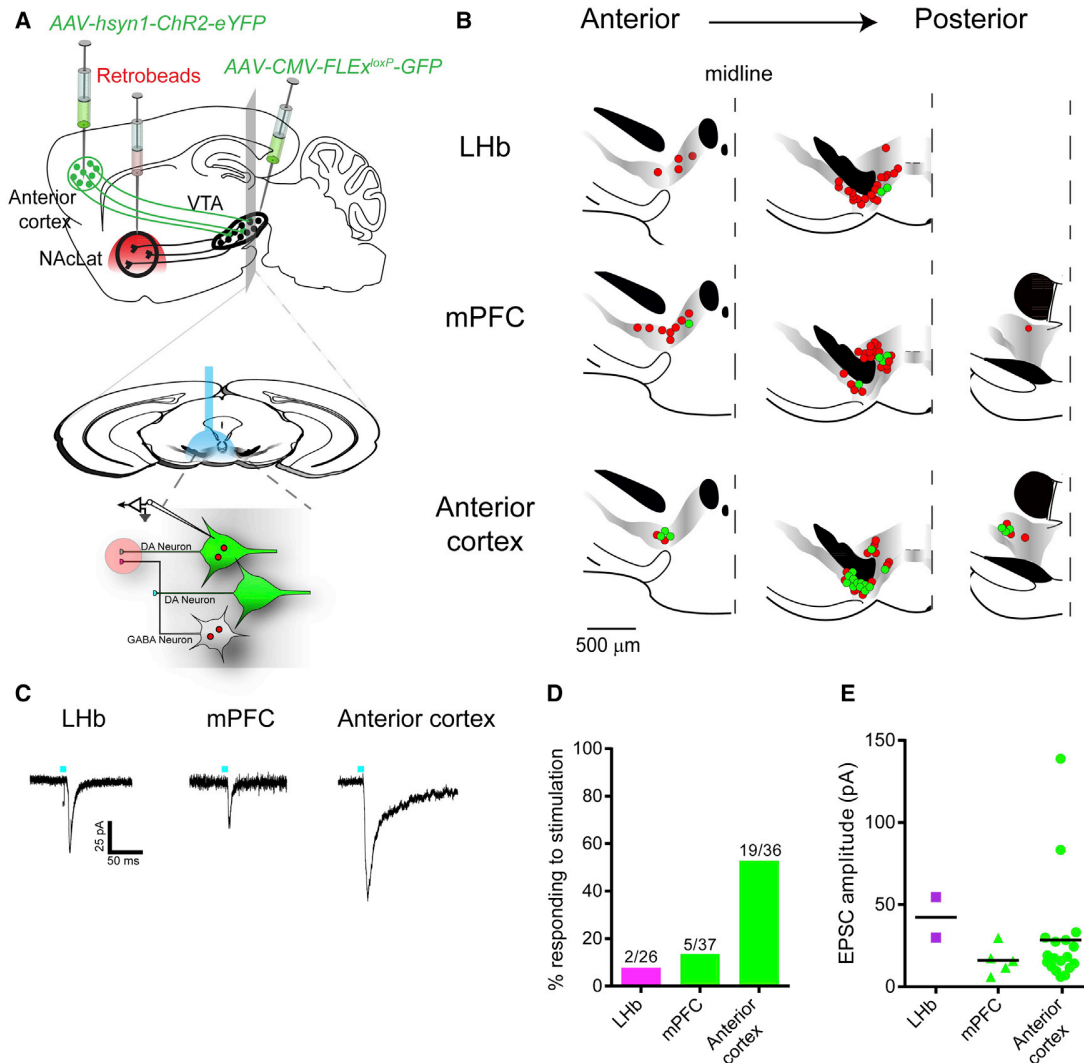 A
AAV-hsyn1-ChR2-eYFP
Retrobeads
AAV-CMV-FLEx^loxP-GFP
VTA
Anterior
cortex
NAcLat
DA Neuron
DA Neuron
GABA Neuron
B
Anterior
Posterior
midline
LHb
mPFC
Anterior
cortex
500 μm
C
LHb
mPFC
Anterior cortex
25 pA
50 ms
D
% responding to stimulation
100
80
60
40
20
0
2/26
5/37
19/36
LHb
mPFC
Anterior
cortex
E
EPSC amplitude (pA)
150
100
50
0
LHb
mPFC
Anterior
cortex